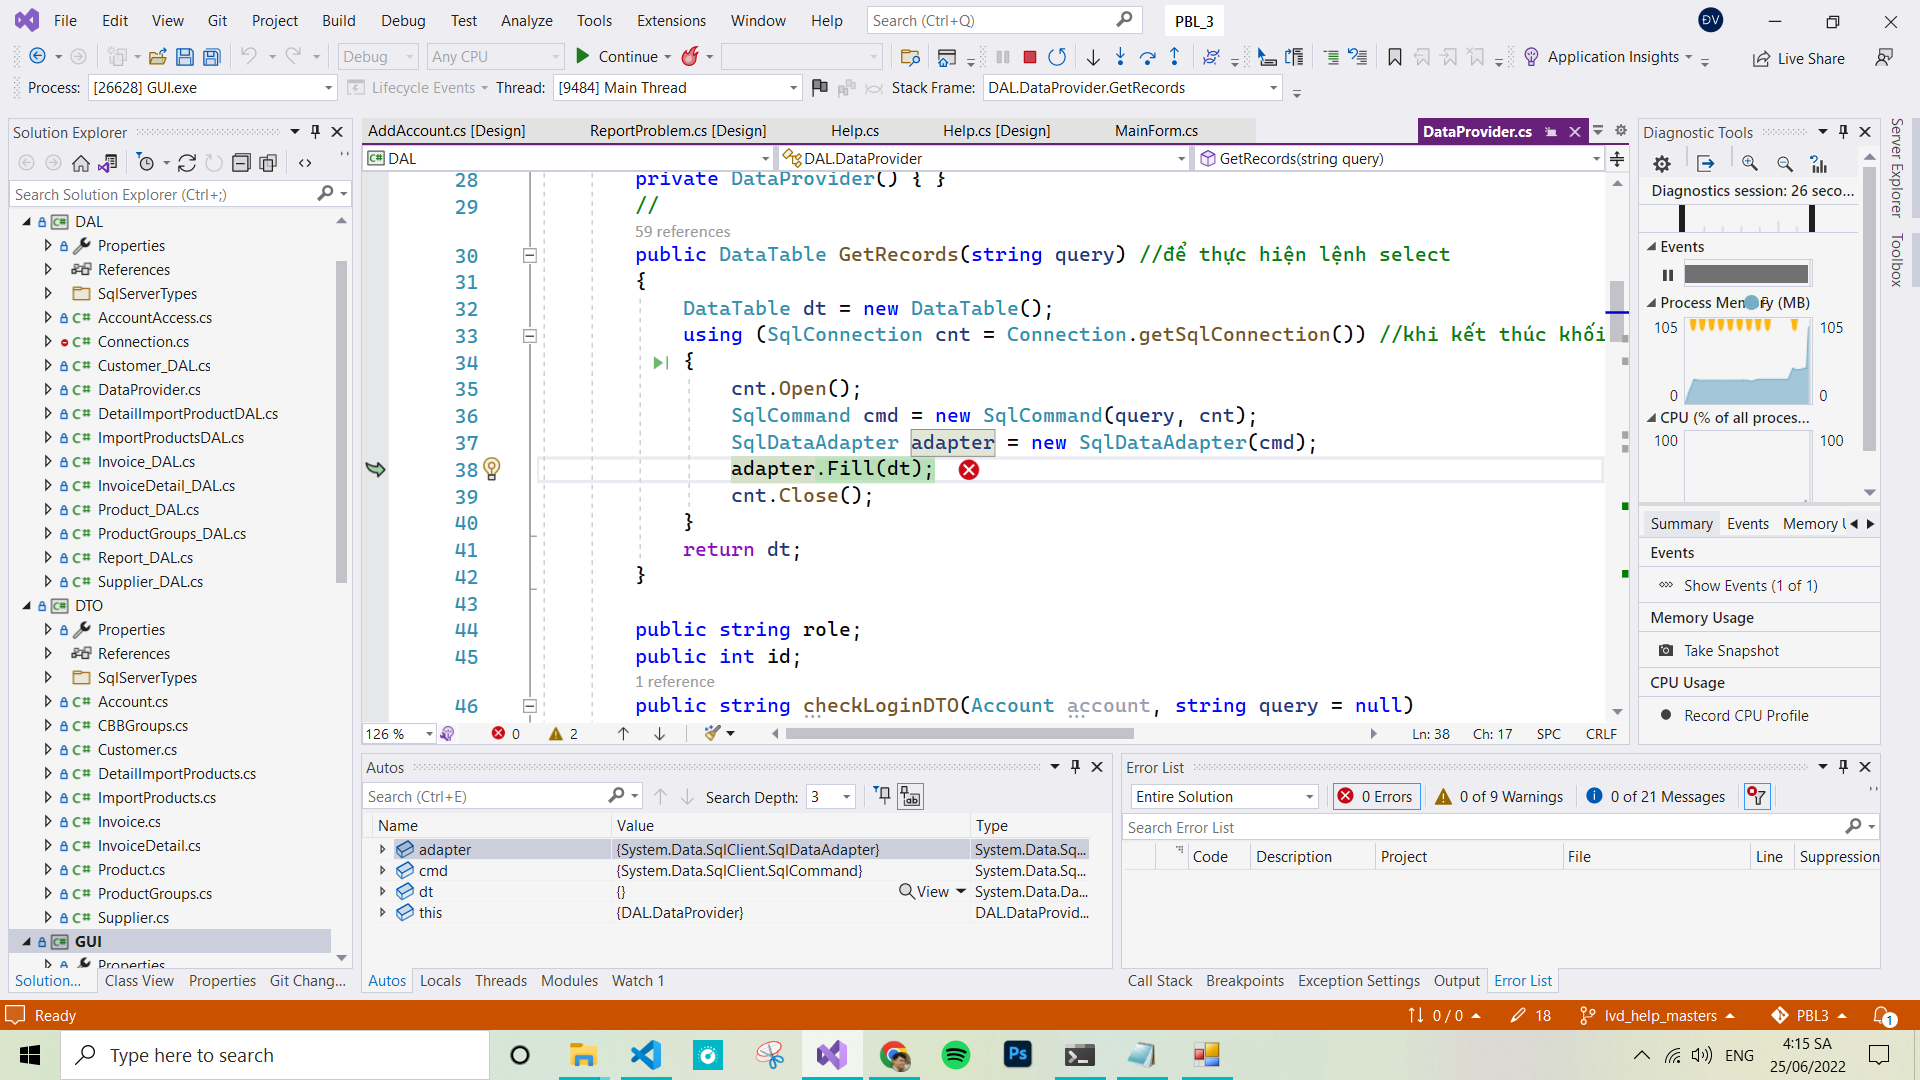 File Edit View Git Project Build Debug Test Analyze Tools Extensions Window Help Search (Ctrl+Q) PBL_3 ĐV
Debug Any CPU Continue Application Insights Live Share
Process: [26628] GUI.exe Lifecycle Events Thread: [9484] Main Thread Stack Frame: DAL.DataProvider.GetRecords
Solution Explorer
Search Solution Explorer (Ctrl+;)
DAL
Properties
References
SqlServerTypes
AccountAccess.cs
Connection.cs
Customer_DAL.cs
DataProvider.cs
DetailImportProductDAL.cs
ImportProductsDAL.cs
Invoice_DAL.cs
InvoiceDetail_DAL.cs
Product_DAL.cs
ProductGroups_DAL.cs
Report_DAL.cs
Supplier_DAL.cs
DTO
Properties
References
SqlServerTypes
Account.cs
CBBGroups.cs
Customer.cs
DetailImportProducts.cs
ImportProducts.cs
Invoice.cs
InvoiceDetail.cs
Product.cs
ProductGroups.cs
Supplier.cs
GUI
Properties
Solution... Class View Properties Git Chang...
AddAccount.cs [Design] ReportProblem.cs [Design] Help.cs Help.cs [Design] MainForm.cs DataProvider.cs
DAL DAL.DataProvider GetRecords(string query)
28 private DataProvider() { }
29 //
59 references
30 public DataTable GetRecords(string query) //để thực hiện lệnh select
31 {
32 DataTable dt = new DataTable();
33 using (SqlConnection cnt = Connection.getSqlConnection()) //khi kết thúc khối
34 {
35 cnt.Open();
36 SqlCommand cmd = new SqlCommand(query, cnt);
37 SqlDataAdapter adapter = new SqlDataAdapter(cmd);
38 adapter.Fill(dt);
39 cnt.Close();
40 }
41 return dt;
42 }
43
44 public string role;
45 public int id;
1 reference
46 public string checkLoginDTO(Account account, string query = null)
126 % 0 2 Ln: 38 Ch: 17 SPC CRLF
Autos
Search (Ctrl+E) Search Depth: 3
Name Value Type
adapter {System.Data.SqlClient.SqlDataAdapter} System.Data.Sq...
cmd {System.Data.SqlClient.SqlCommand} System.Data.Sq...
dt {} View System.Data.Da...
this {DAL.DataProvider} DAL.DataProvid...
Autos Locals Threads Modules Watch 1
Error List
Entire Solution 0 Errors 0 of 9 Warnings 0 of 21 Messages
Search Error List
Code Description Project File Line Suppression
Call Stack Breakpoints Exception Settings Output Error List
Diagnostic Tools
Diagnostics session: 26 seco...
Events
Process Memory (MB)
105 105
0 0
CPU (% of all proces...
100 100
Summary Events Memory U
Events
Show Events (1 of 1)
Memory Usage
Take Snapshot
CPU Usage
Record CPU Profile
Server Explorer
Toolbox
Ready 0 / 0 18 lvd_help_masters PBL3 1
Type here to search Ps ENG 4:15 SA
25/06/2022